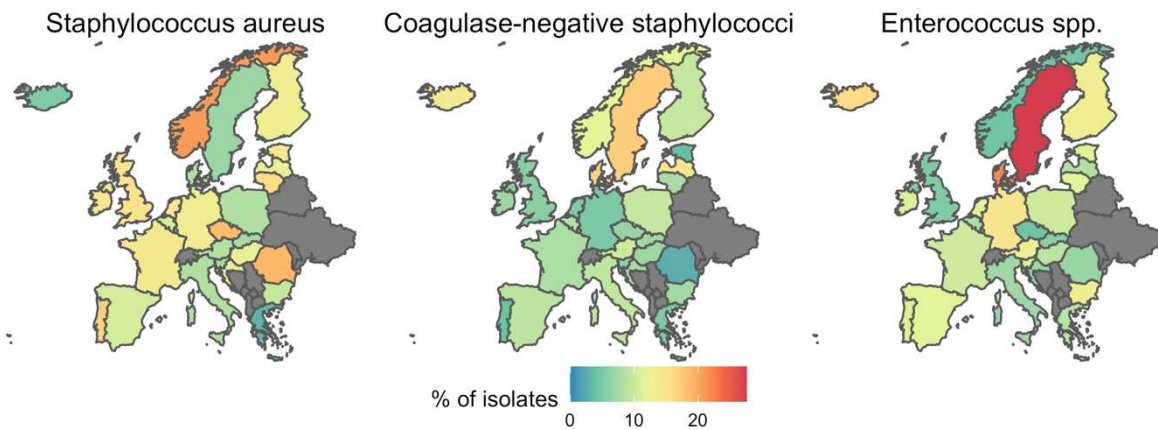 Staphylococcus aureus
Coagulase-negative staphylococci
Enterococcus spp.
% of isolates
0 10 20